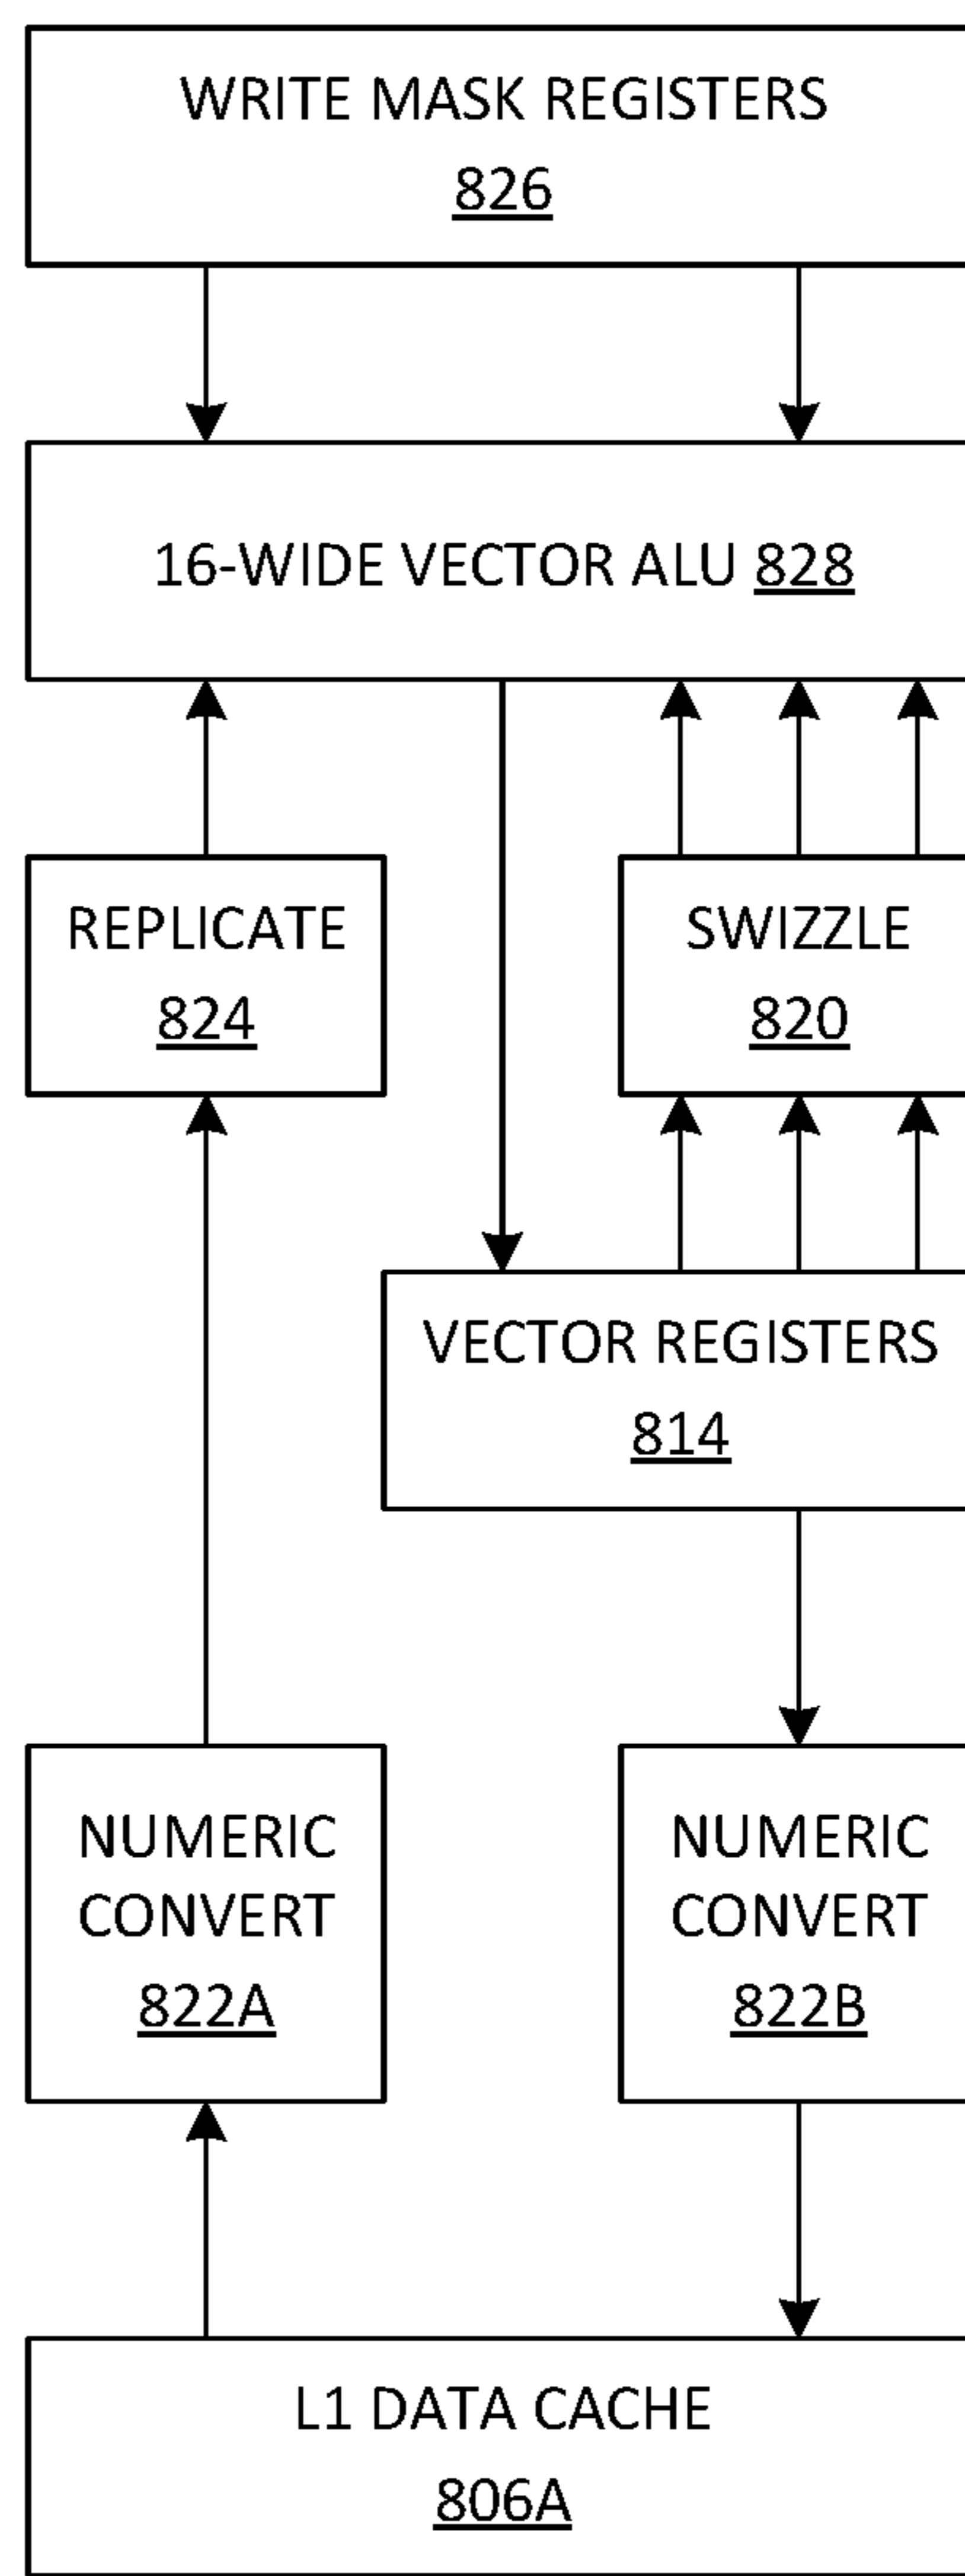 WRITE MASK REGISTERS
826
16-WIDE VECTOR ALU 828
REPLICATE
824
SWIZZLE
820
VECTOR REGISTERS
814
NUMERIC
CONVERT
822A
NUMERIC
CONVERT
822B
L1 DATA CACHE
806A